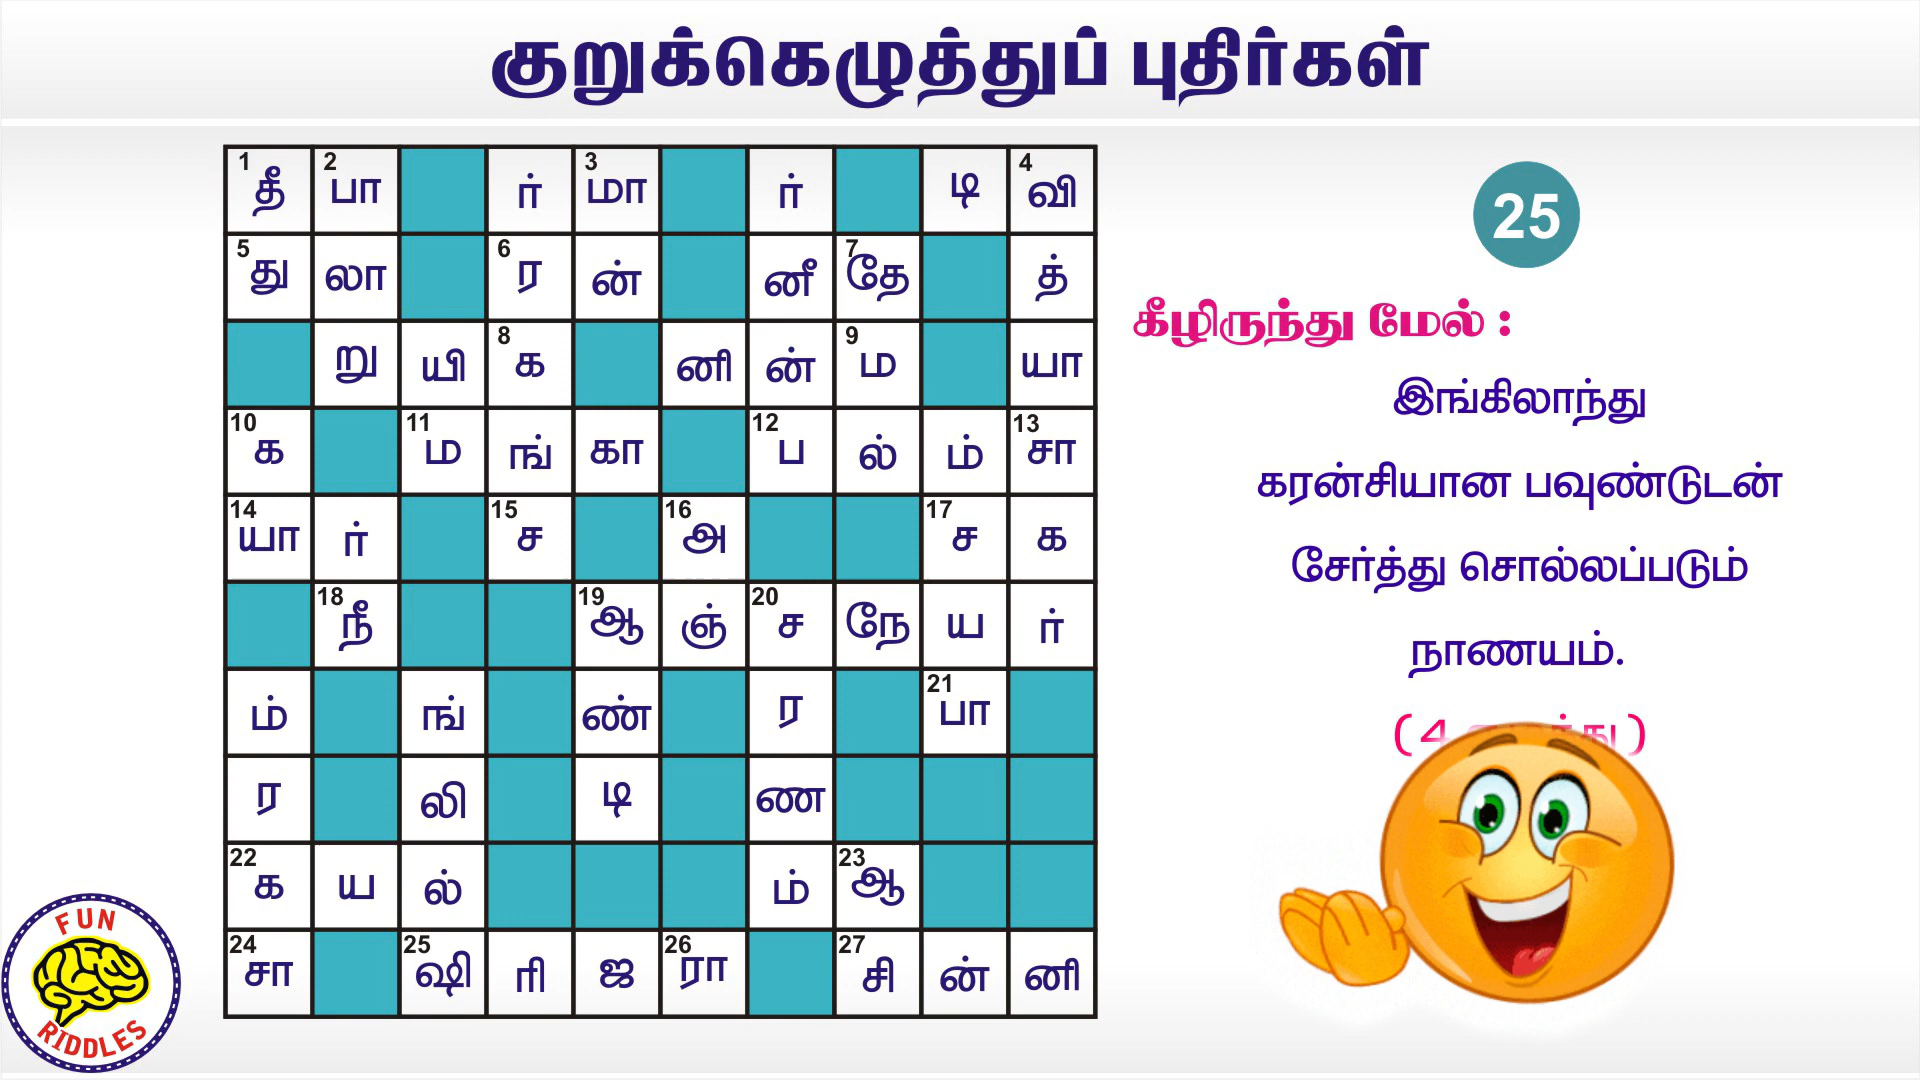 குறுக்கெழுத்துப் புதிர்கள்
1 தீ 2 பா ர் 3 மா ர் டி 4 வி
5 து லா 6 ர ன் னீ 7 தே த்
று யி 8 க னி ன் 9 ம யா
10 க 11 ம ங் கா 12 ப ல் ம் 13 சா
14 யா ர் 15 ச 16 அ 17 ச க
18 நீ 19 ஆ ஞ் 20 ச நே ய ர்
ம் ங் ண் ர 21 பா
ர லி டி ண
22 க ய ல் ம் 23 ஆ
24 சா 25 ஷி ரி ஜ 26 ரா 27 சி ன் னி
25
கீழிருந்து மேல் :
இங்கிலாந்து
கரன்சியான பவுண்டுடன்
சேர்த்து சொல்லப்படும்
நாணயம்.
( 4 )
FUN
RIDDLES